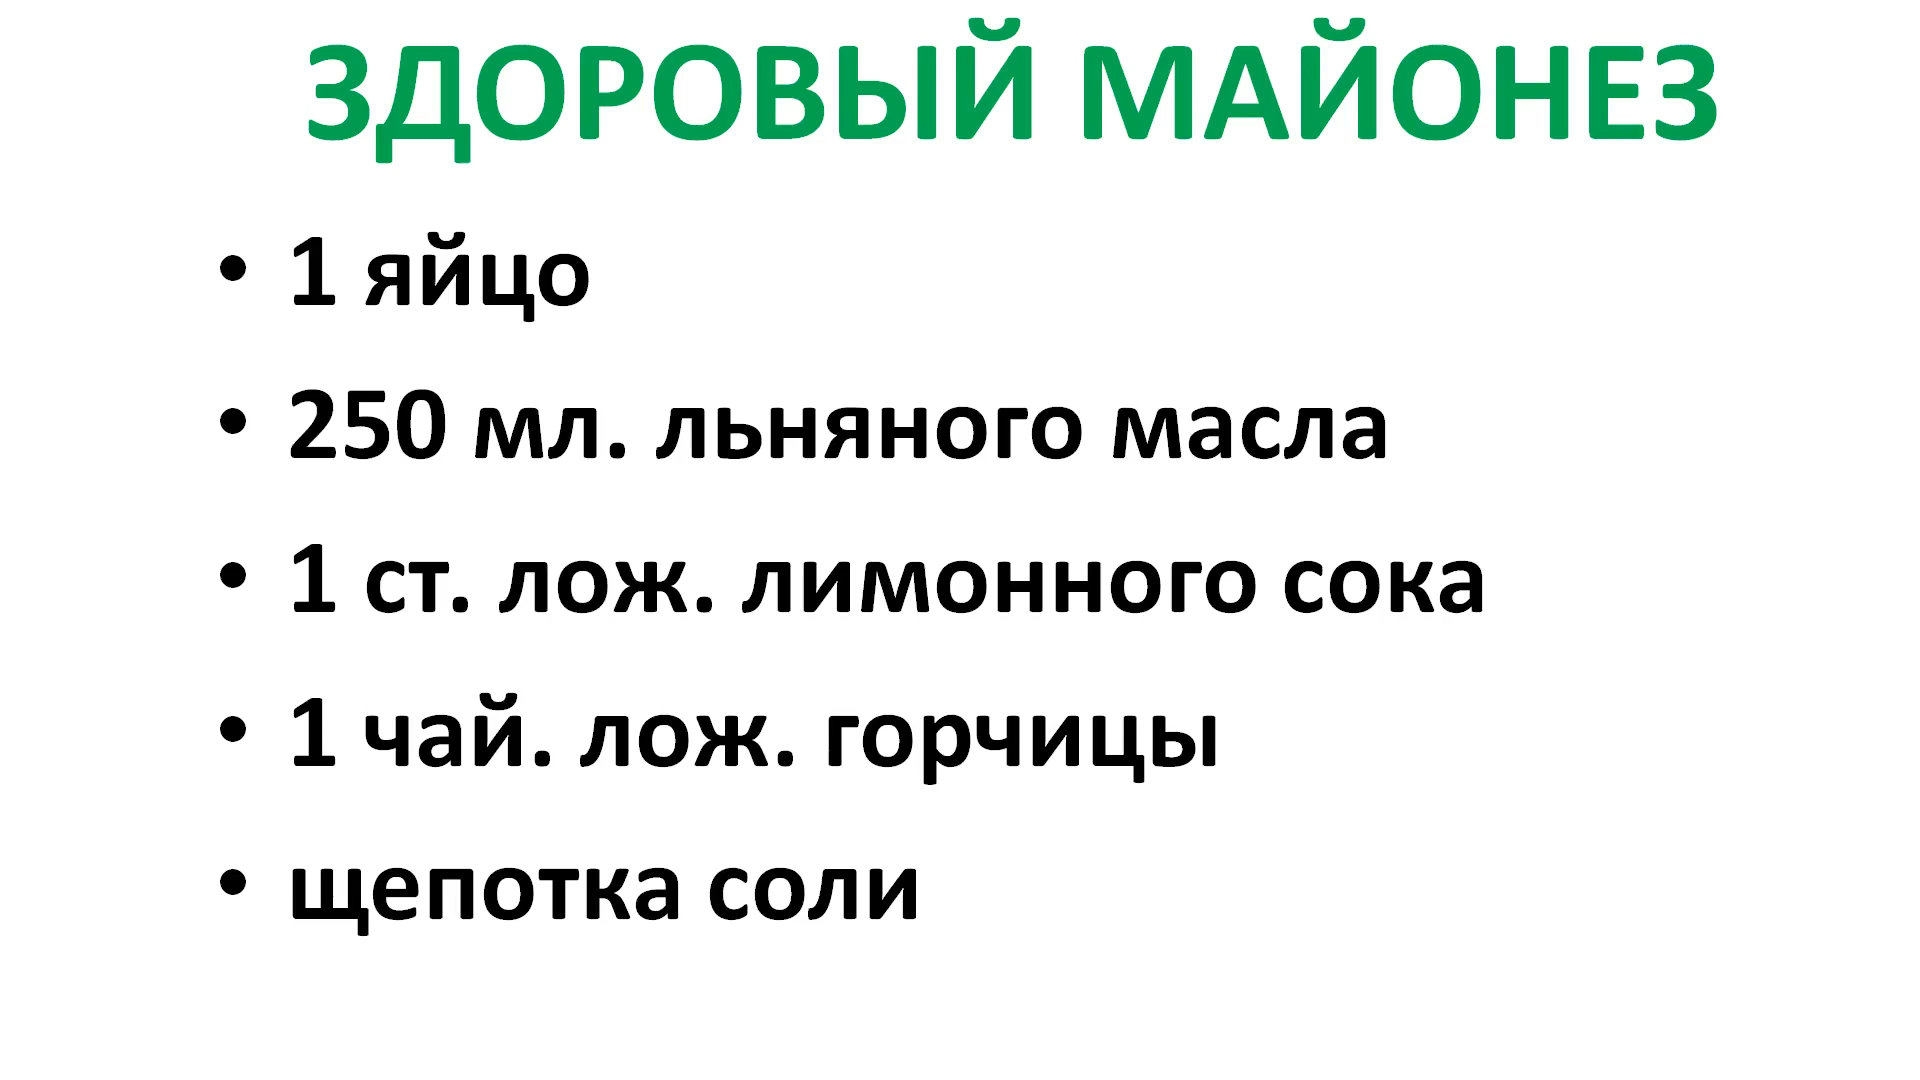 ЗДОРОВЫЙ МАЙОНЕЗ
• 1 яйцо
• 250 мл. льняного масла
• 1 ст. лож. лимонного сока
• 1 чай. лож. горчицы
• щепотка соли